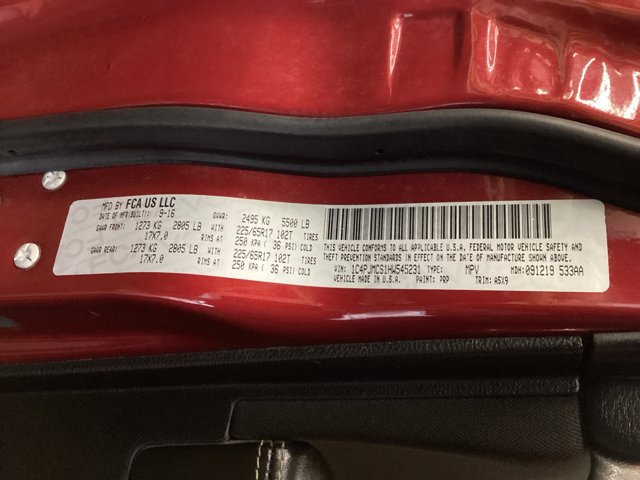 MFD BY FCA US LLC
DATE OF MFR(BUILT): 9-16 GVWR: 2495 KG 5500 LB
GAWR FRONT: 1273 KG 2805 LB WITH 225/65R17 102T TIRES
17X7.0 RIMS AT 250 KPA ( 36 PSI) COLD
GAWR REAR: 1273 KG 2805 LB WITH 225/65R17 102T TIRES
17X7.0 RIMS AT 250 KPA ( 36 PSI) COLD
THIS VEHICLE CONFORMS TO ALL APPLICABLE U.S.A. FEDERAL MOTOR VEHICLE SAFETY AND
THEFT PREVENTION STANDARDS IN EFFECT ON THE DATE OF MANUFACTURE SHOWN ABOVE.
VIN: 1C4PJMCS1HW545231 TYPE: MPV MDH: 091219 533AA
VEHICLE MADE IN U.S.A. PAINT: PRP TRIM: A5X9